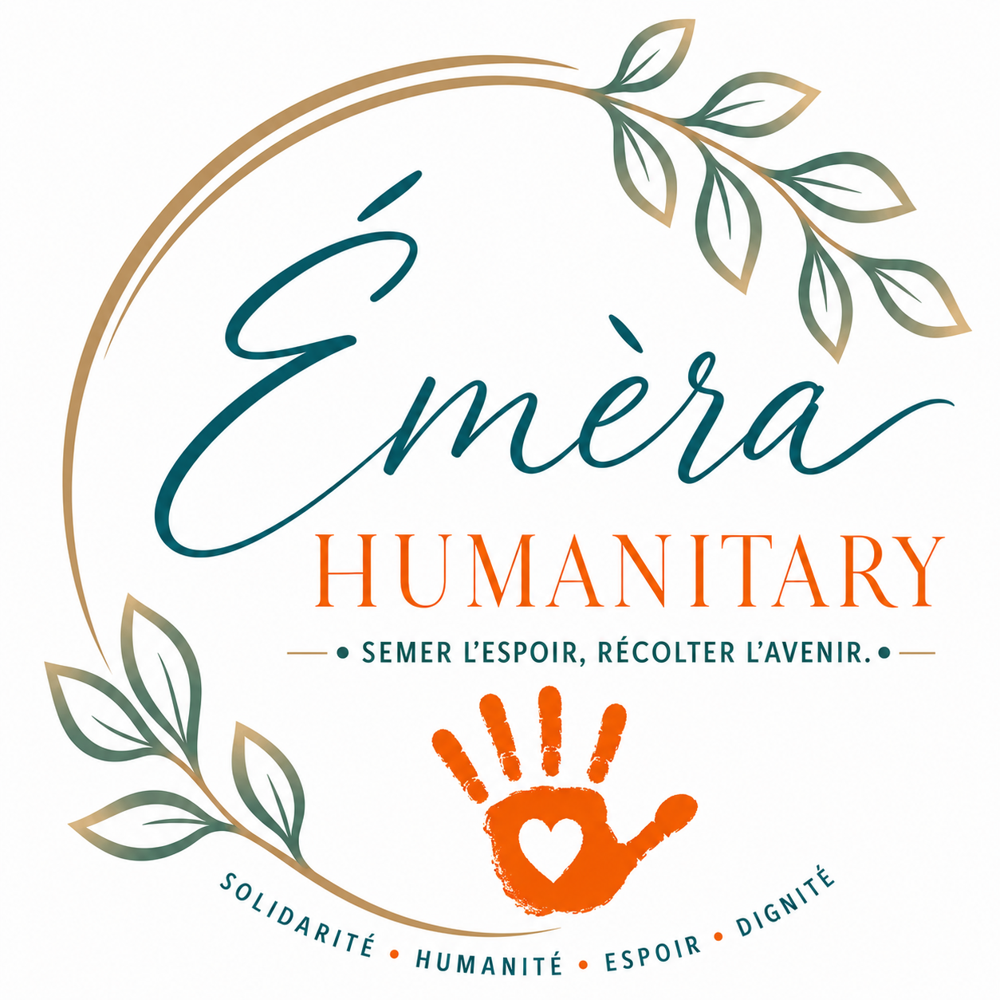 Émèra
HUMANITARY
• SEMER L'ESPOIR, RÉCOLTER L'AVENIR. •
SOLIDARITÉ • HUMANITÉ • ESPOIR • DIGNITÉ